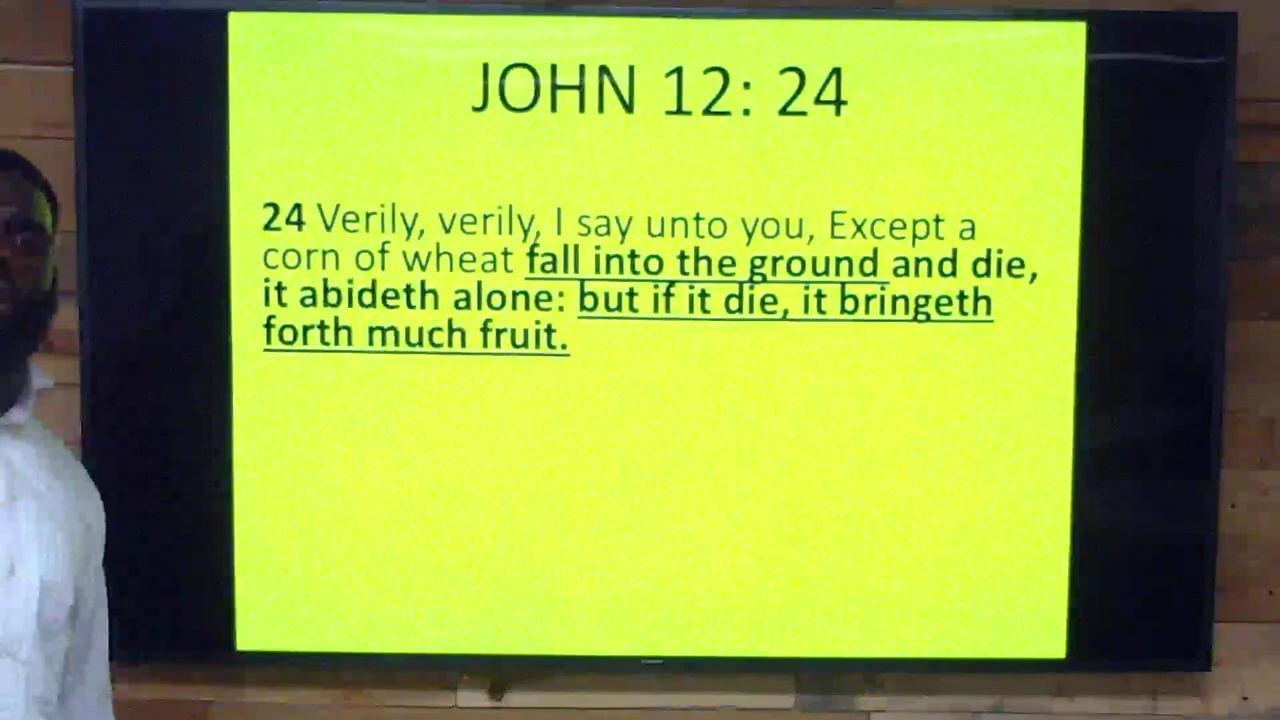 JOHN 12: 24
24 Verily, verily, I say unto you, Except a
corn of wheat fall into the ground and die,
it abideth alone: but if it die, it bringeth
forth much fruit.